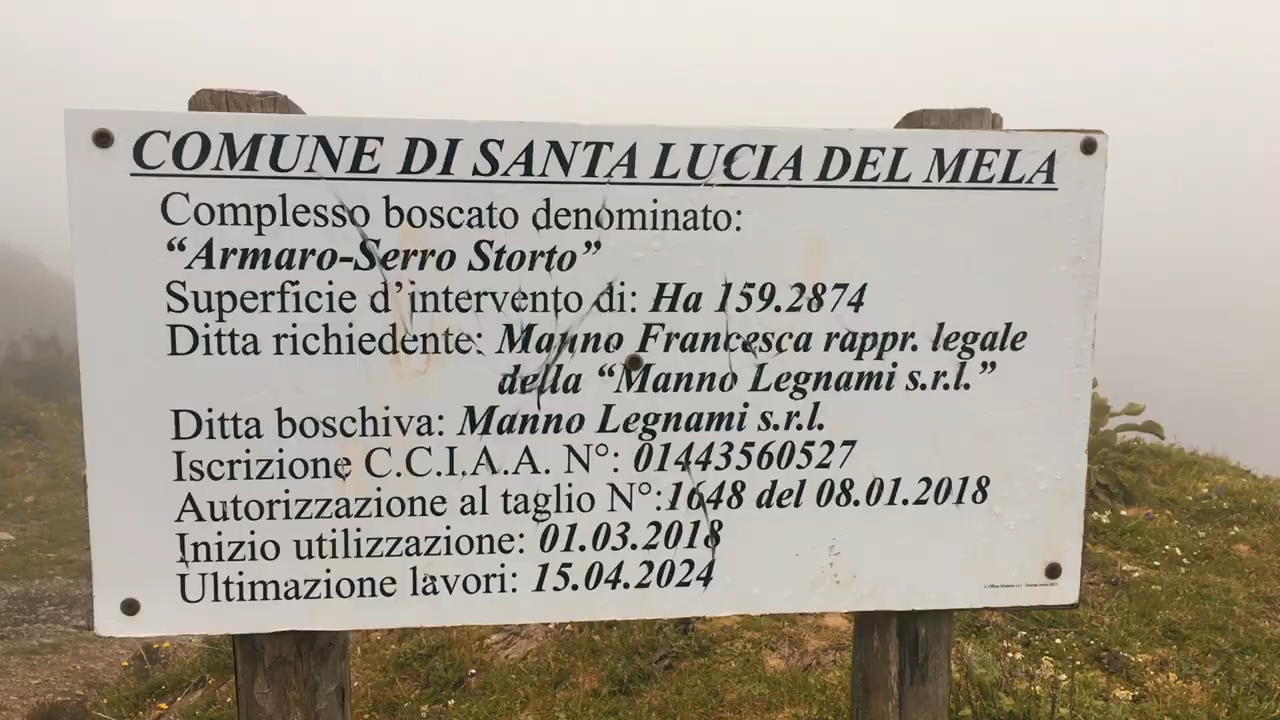 COMUNE DI SANTA LUCIA DEL MELA
Complesso boscato denominato:
“Armaro-Serro Storto”
Superficie d’intervento di: Ha 159.2874
Ditta richiedente: Manno Francesca rappr. legale
della “Manno Legnami s.r.l.”
Ditta boschiva: Manno Legnami s.r.l.
Iscrizione C.C.I.A.A. N°: 01443560527
Autorizzazione al taglio N°:1648 del 08.01.2018
Inizio utilizzazione: 01.03.2018
Ultimazione lavori: 15.04.2024